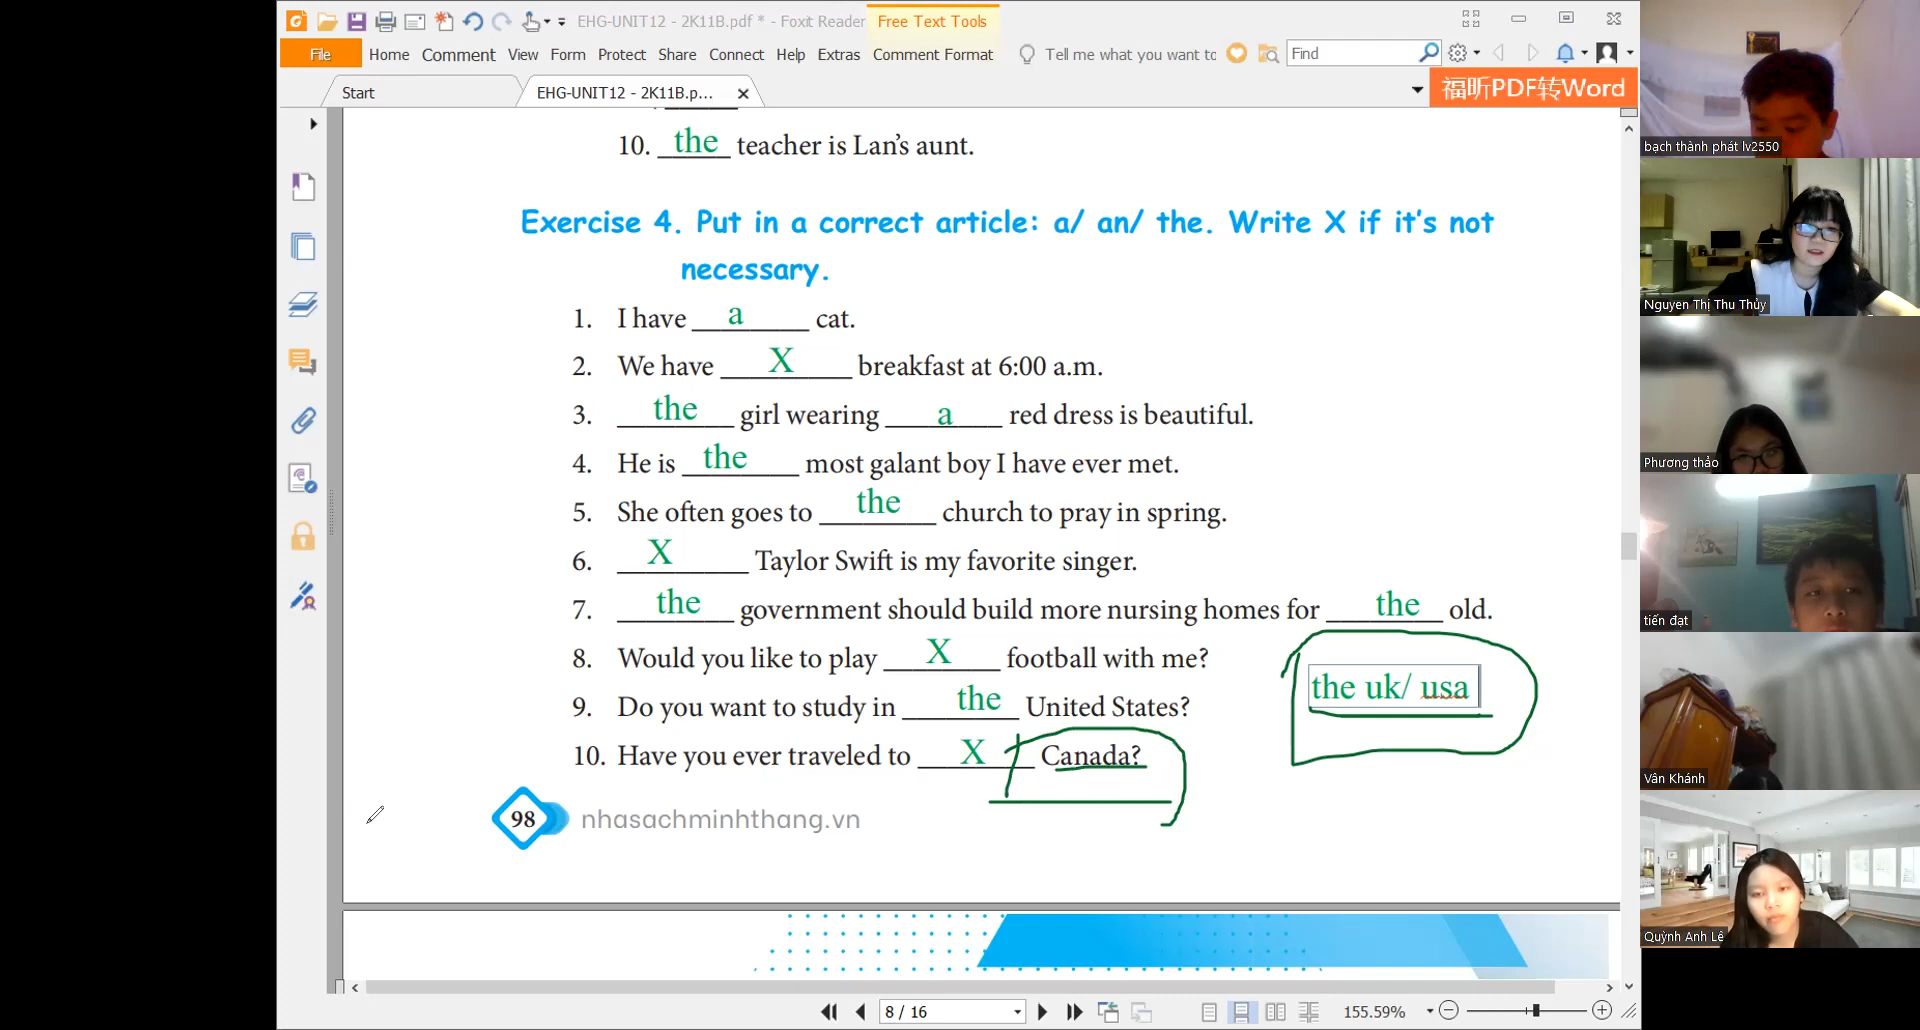 EHG-UNIT12 - 2K11B.pdf * - Foxit Reader
Free Text Tools
File Home Comment View Form Protect Share Connect Help Extras Comment Format Tell me what you want to Find
Start EHG-UNIT12 - 2K11B.p...
福昕PDF转Word
10. the teacher is Lan's aunt.
Exercise 4. Put in a correct article: a/ an/ the. Write X if it's not
necessary.
1. I have a cat.
2. We have X breakfast at 6:00 a.m.
3. the girl wearing a red dress is beautiful.
4. He is the most galant boy I have ever met.
5. She often goes to the church to pray in spring.
6. X Taylor Swift is my favorite singer.
7. the government should build more nursing homes for the old.
8. Would you like to play X football with me?
the uk/ usa
9. Do you want to study in the United States?
10. Have you ever traveled to X Canada?
98 nhasachminhthang.vn
8 / 16
155.59%
bạch thành phát lv2550
Nguyen Thị Thu Thủy
Phương thảo
tiến đạt
Vân Khánh
Quỳnh Anh Lê